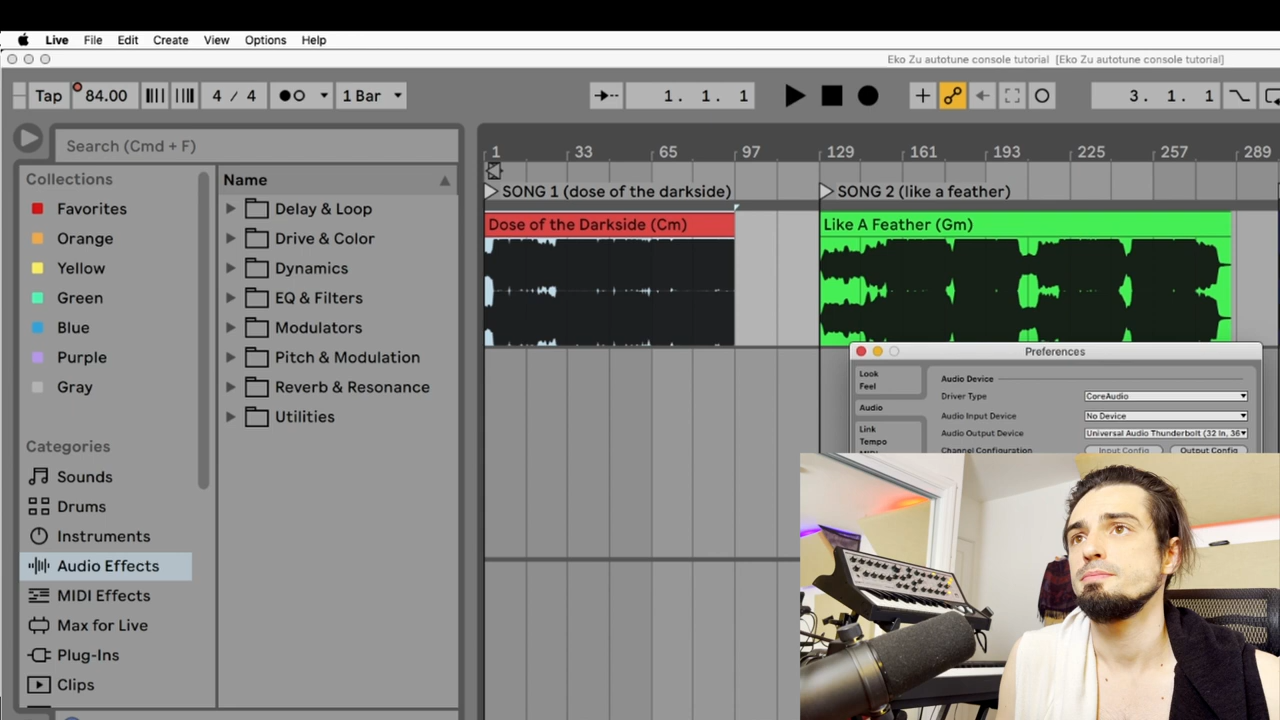 Live File Edit Create View Options Help
Eko Zu autotune console tutorial [Eko Zu autotune console tutorial]
Tap 84.00 4 / 4 1 Bar 1. 1. 1 3. 1. 1
Search (Cmd + F)
Collections
Favorites
Orange
Yellow
Green
Blue
Purple
Gray
Categories
Sounds
Drums
Instruments
Audio Effects
MIDI Effects
Max for Live
Plug-Ins
Clips
Name
Delay & Loop
Drive & Color
Dynamics
EQ & Filters
Modulators
Pitch & Modulation
Reverb & Resonance
Utilities
1 33 65 97 129 161 193 225 257 289
SONG 1 (dose of the darkside) SONG 2 (like a feather)
Dose of the Darkside (Cm) Like A Feather (Gm)
Preferences
Look
Feel
Audio
Link
Tempo
MIDI
Audio Device
Driver Type CoreAudio
Audio Input Device No Device
Audio Output Device Universal Audio Thunderbolt (32 In, 36
Channel Configuration Input Config Output Config